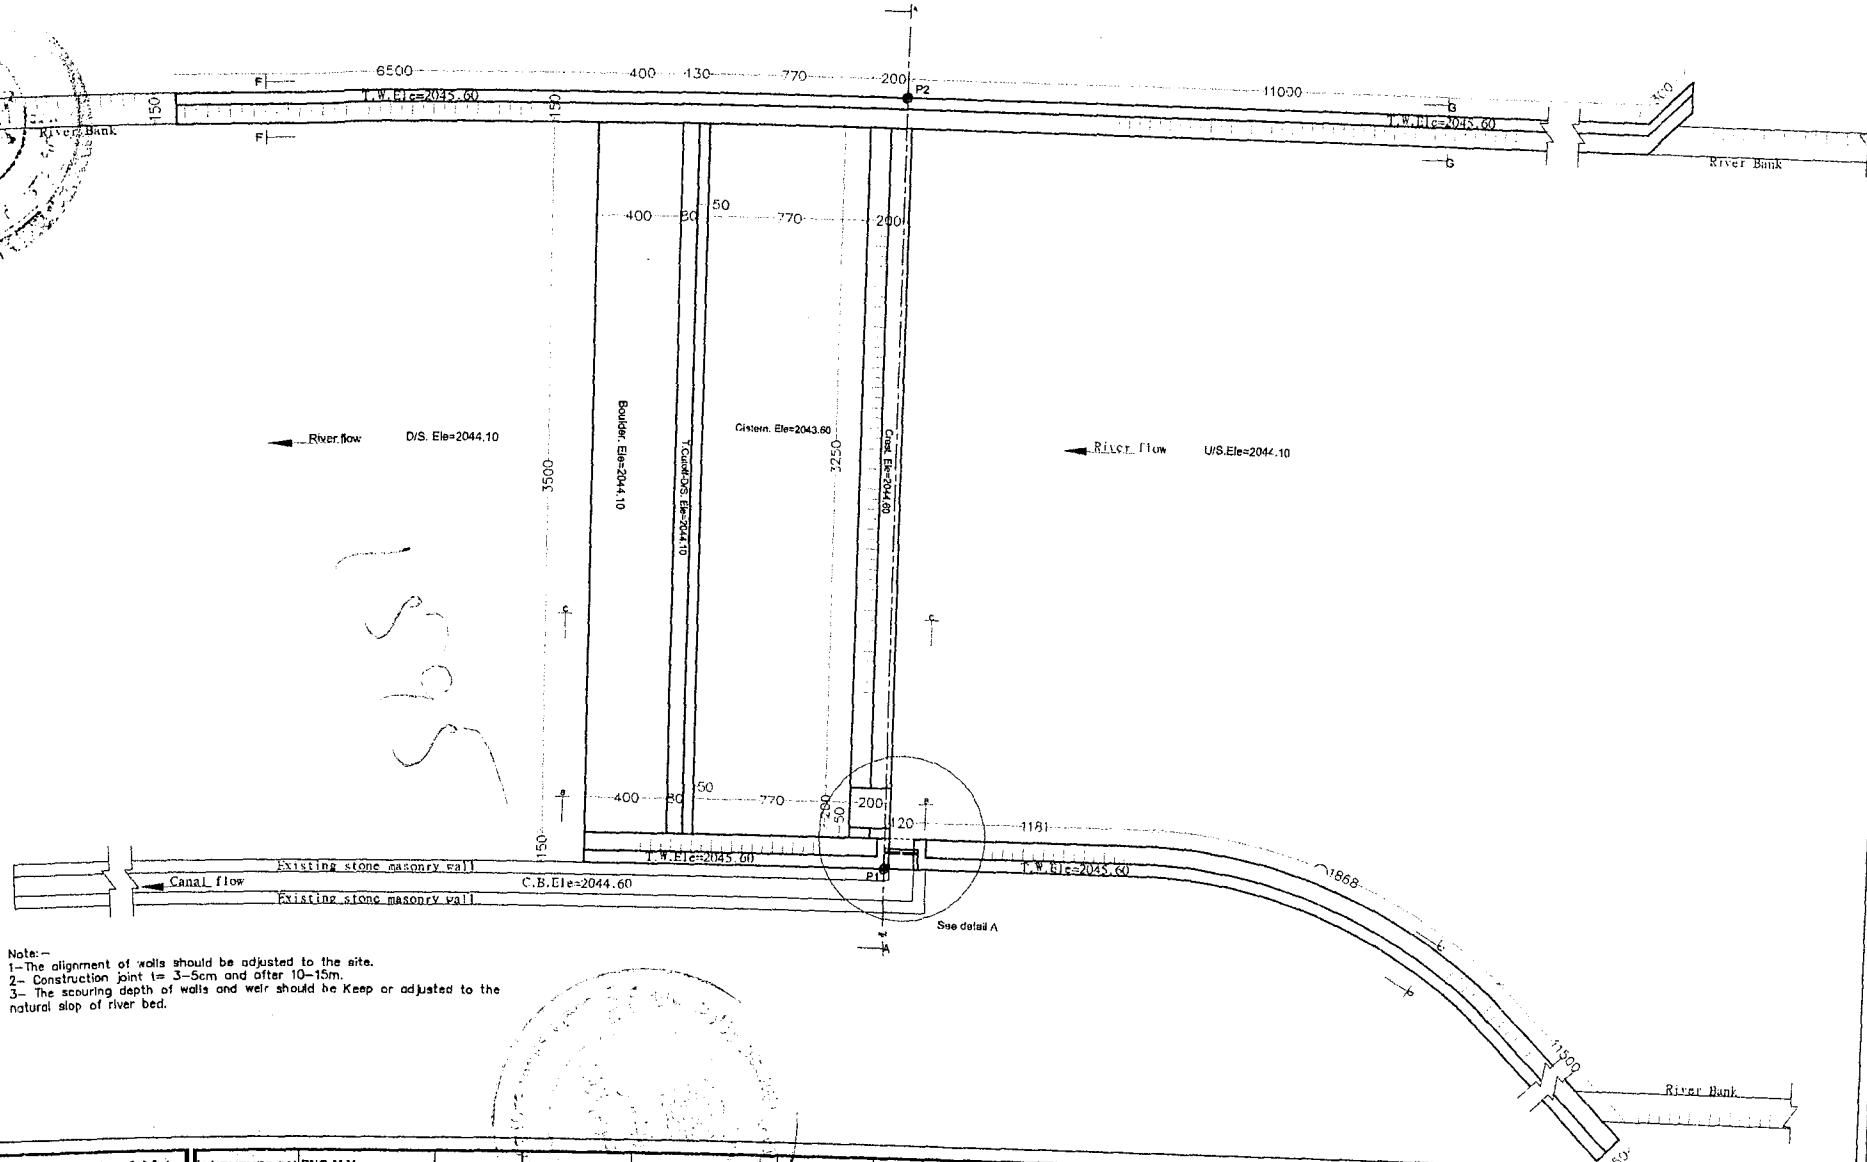 A
6500
400
130
770
200
P2
11000
300
F
T.W.Ele=2045.60
150
150
G
T.W.Ele=2045.60
River Bank
F
G
River Bank
400
80
50
770
200
River flow
D/S. Ele=2044.10
Boulder. Ele=2044.10
T.Cutoff-D/S. Ele=2044.10
Cistern. Ele=2043.60
3250
Crest. Ele=2044.60
River flow
U/S.Ele=2044.10
3500
C
C
B
400
80
50
770
200
50
200
B
120
1181
150
T.W.Ele=2045.60
P1
T.W.Ele=2045.60
1868
Existing stone masonry wall
Canal flow
C.B.Ele=2044.60
Existing stone masonry wall
See detail A
A
D
Note:-
1-The alignment of walls should be adjusted to the site.
2- Construction joint t= 3-5cm and after 10-15m.
3- The scouring depth of walls and weir should be Keep or adjusted to the
natural slop of river bed.
11500
River Bank